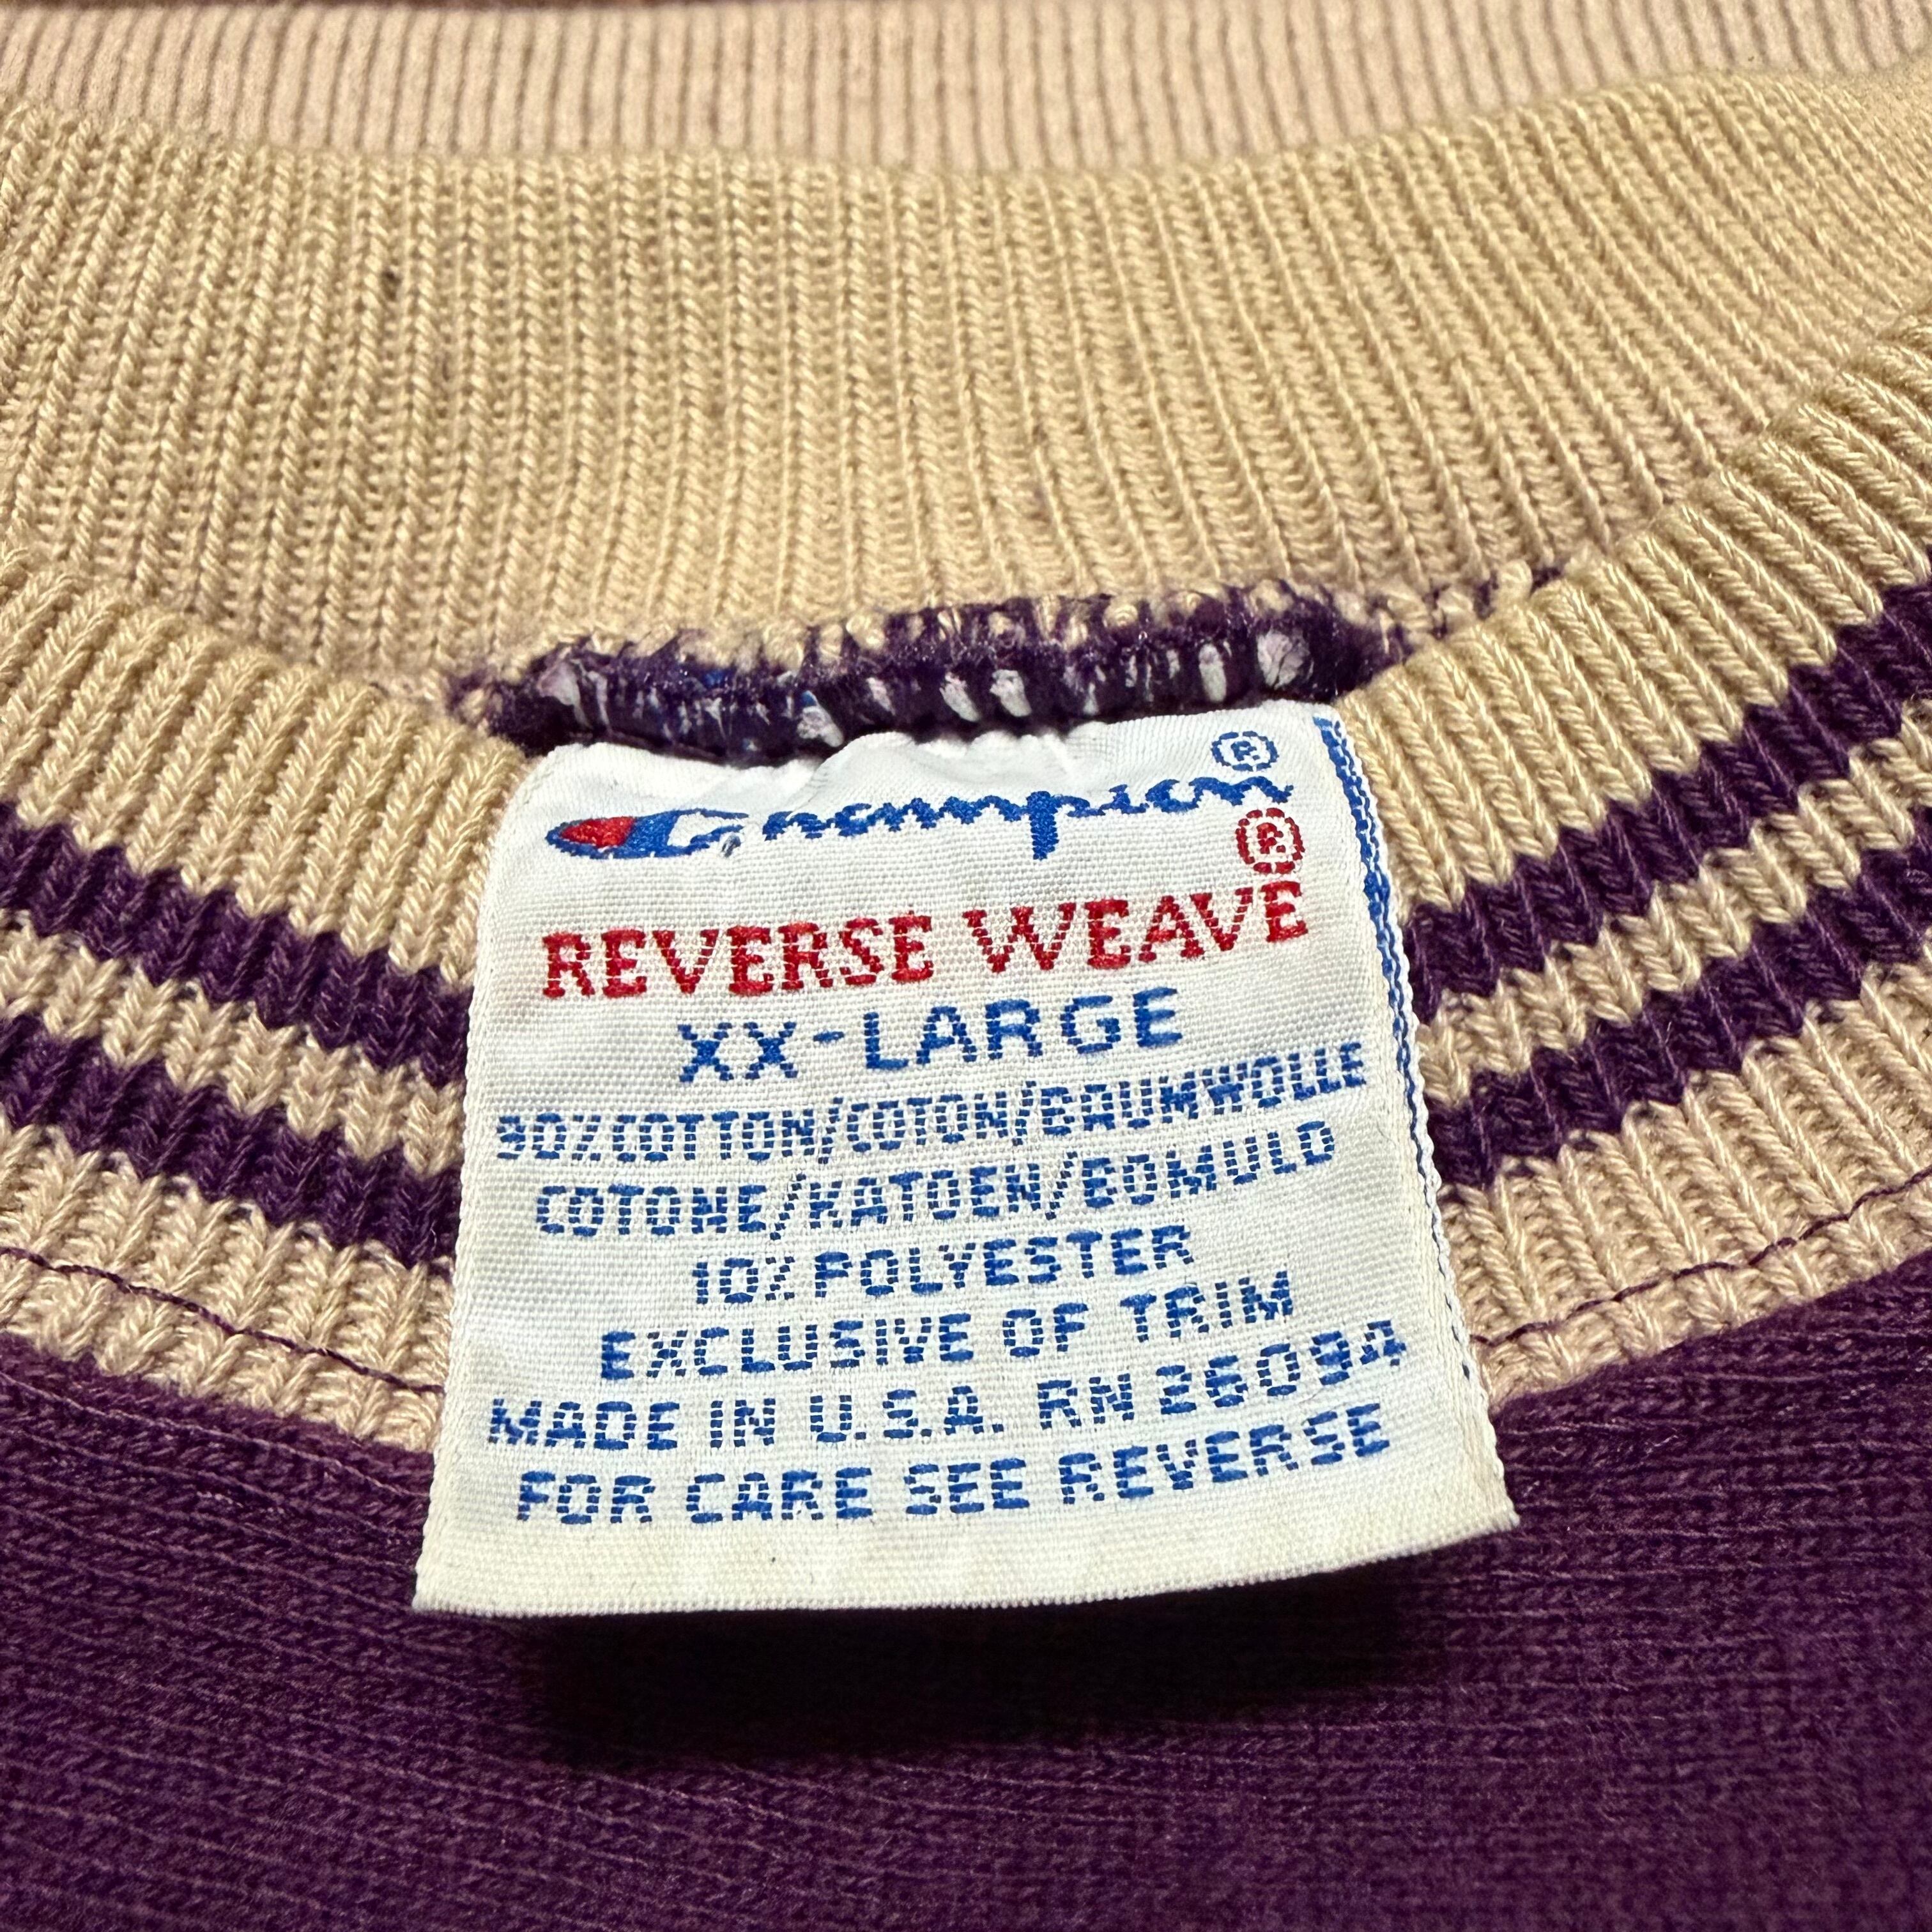 Champion®
®
REVERSE WEAVE
XX-LARGE
90% COTTON/COTON/BAUMWOLLE
COTONE/KATOEN/BOMULD
10% POLYESTER
EXCLUSIVE OF TRIM
MADE IN U.S.A. RN 26094
FOR CARE SEE REVERSE